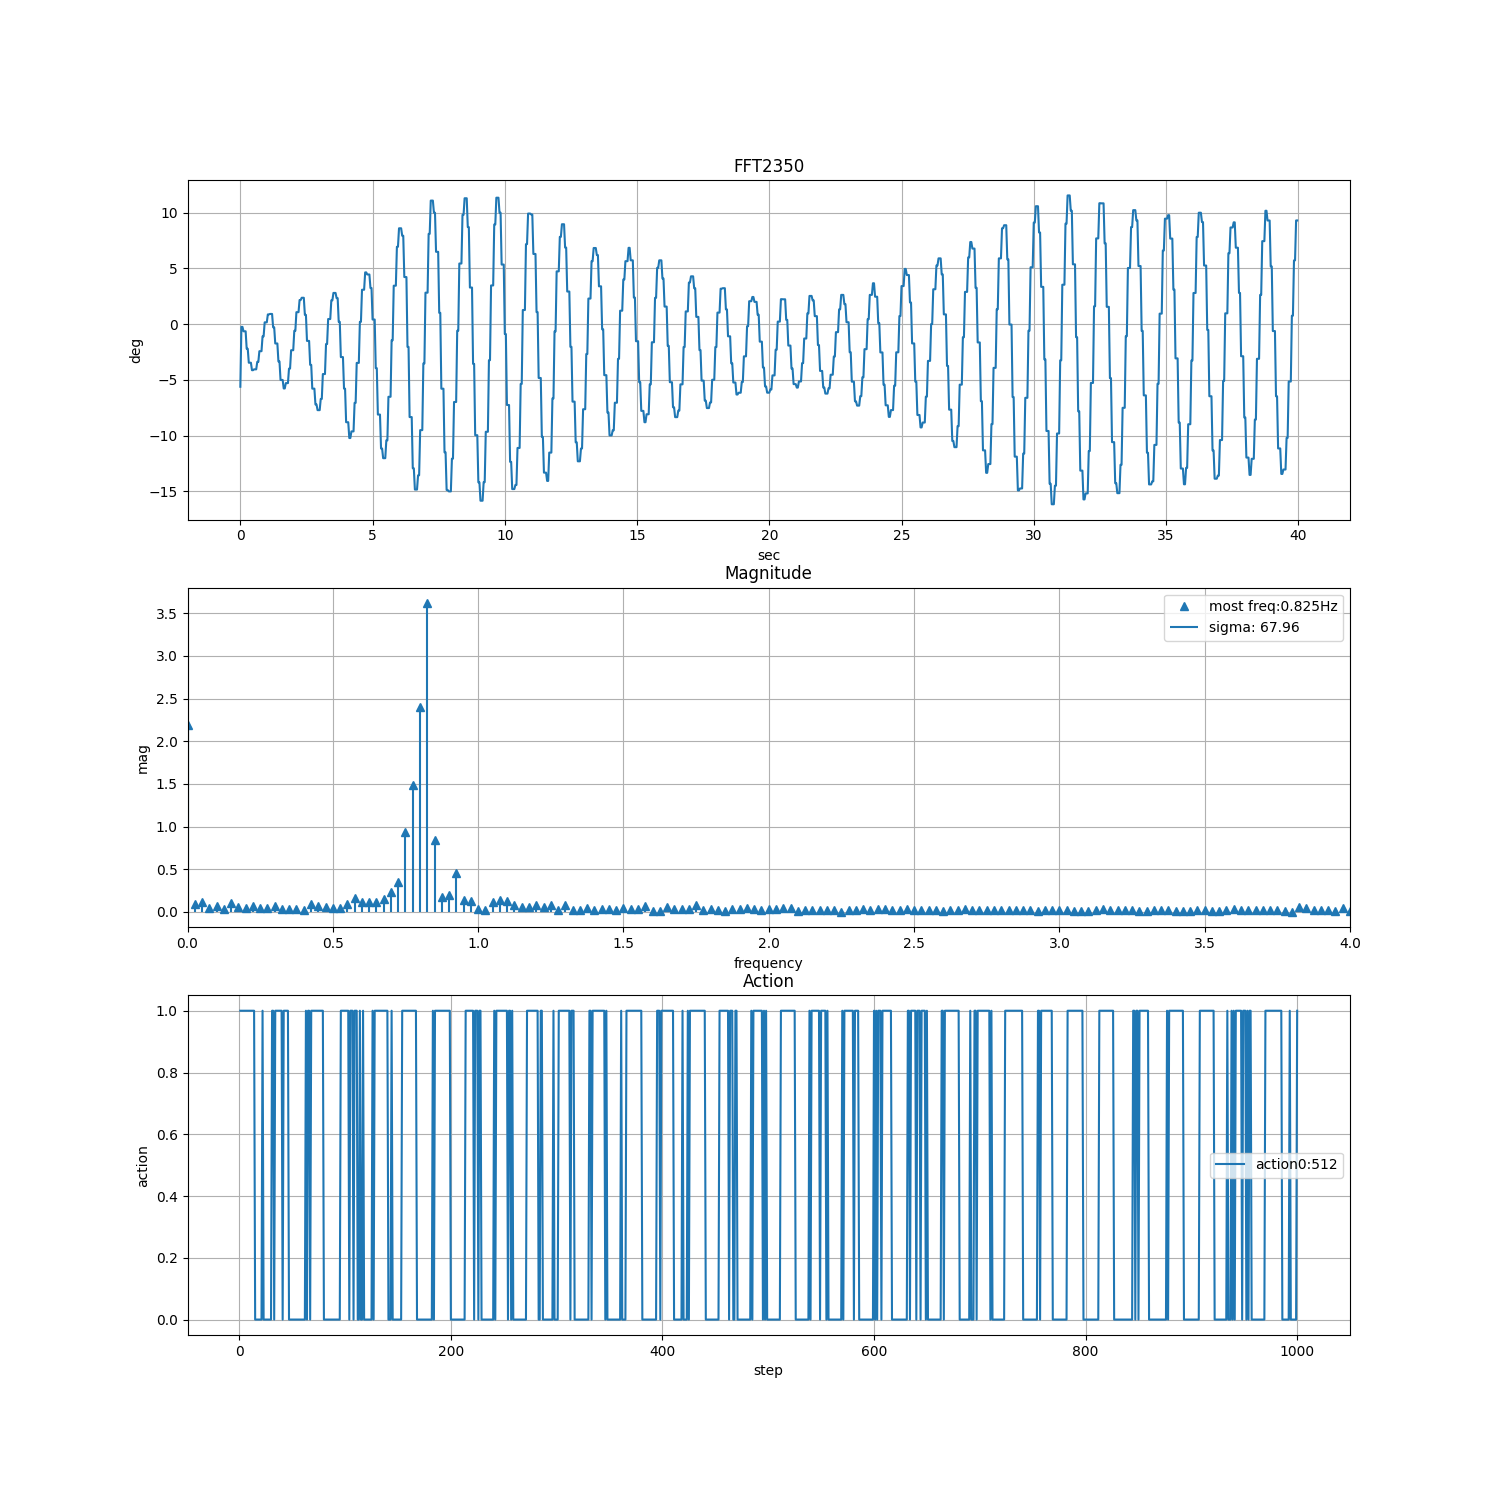 FFT2350
10
5
0
−5
−10
−15
deg
0 5 10 15 20 25 30 35 40
sec
Magnitude
most freq:0.825Hz
sigma: 67.96
3.5
3.0
2.5
2.0
1.5
1.0
0.5
0.0
mag
0.0 0.5 1.0 1.5 2.0 2.5 3.0 3.5 4.0
frequency
Action
1.0
0.8
0.6
0.4
0.2
0.0
action
action0:512
0 200 400 600 800 1000
step